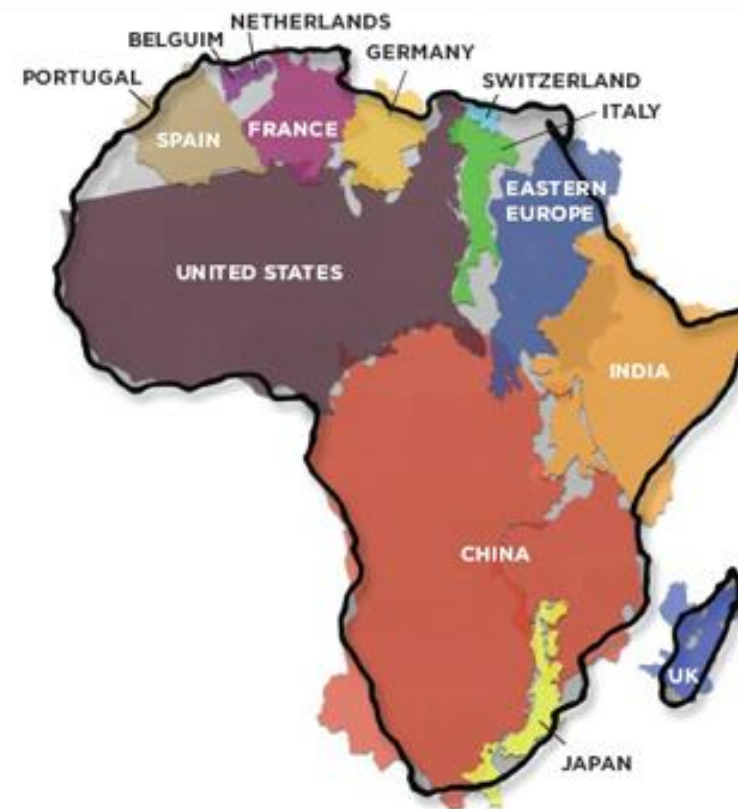 NETHERLANDS
BELGUIM
GERMANY
PORTUGAL
SWITZERLAND
ITALY
SPAIN
FRANCE
EASTERN
EUROPE
UNITED STATES
INDIA
CHINA
UK
JAPAN